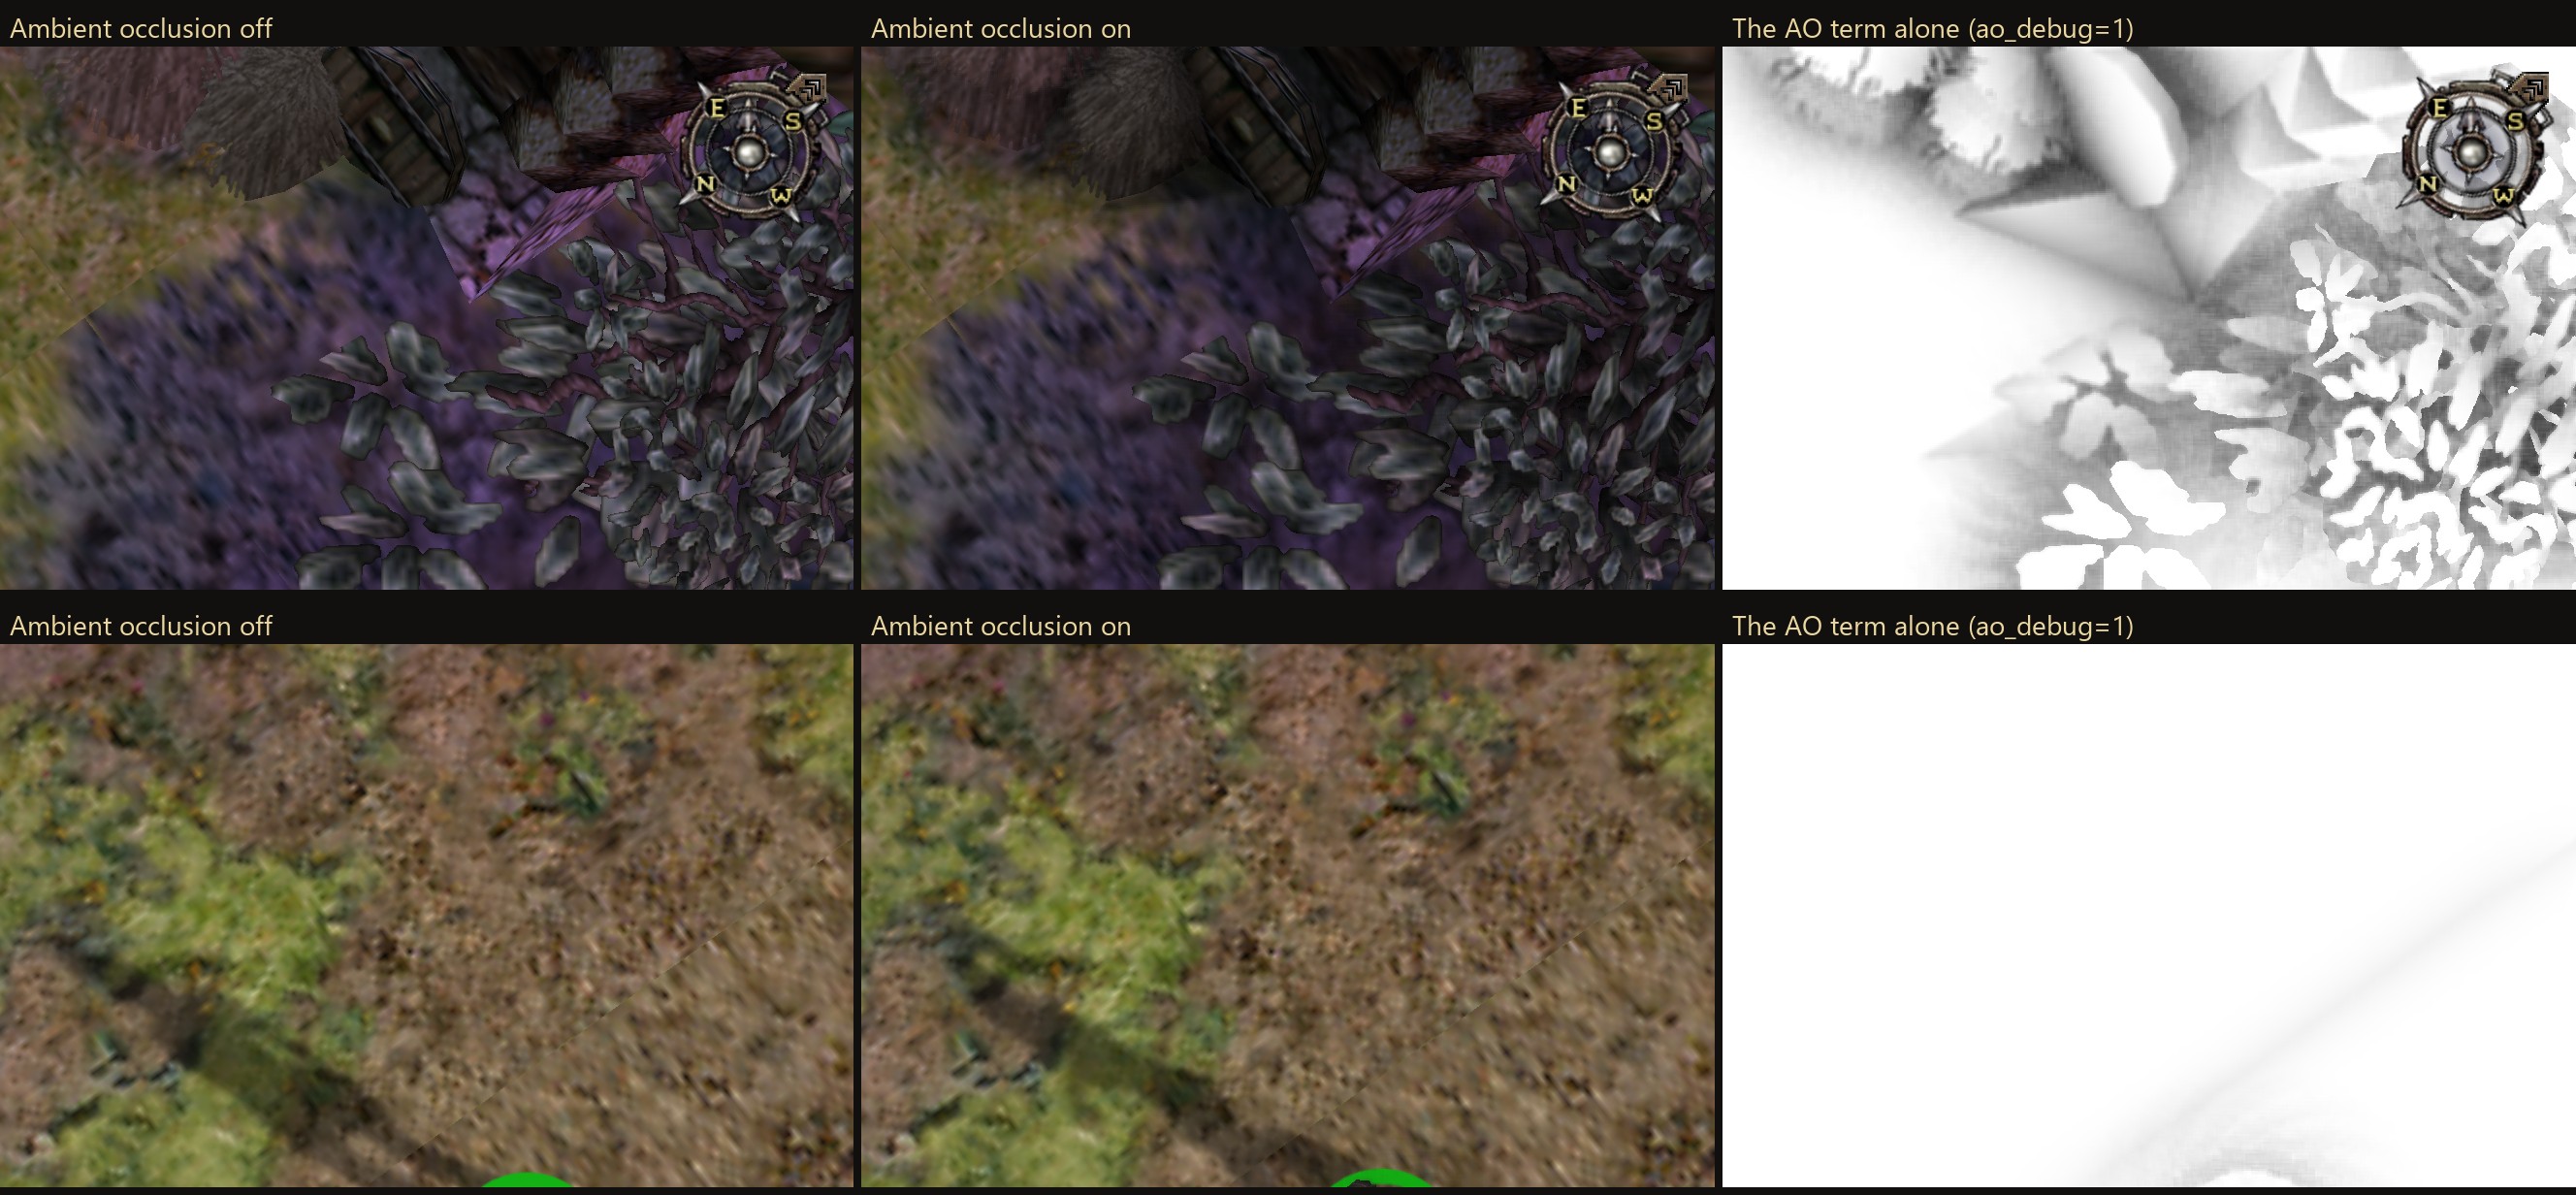 Ambient occlusion off
Ambient occlusion on
The AO term alone (ao_debug=1)
E
S
N
W
E
S
N
W
E
S
N
W
Ambient occlusion off
Ambient occlusion on
The AO term alone (ao_debug=1)